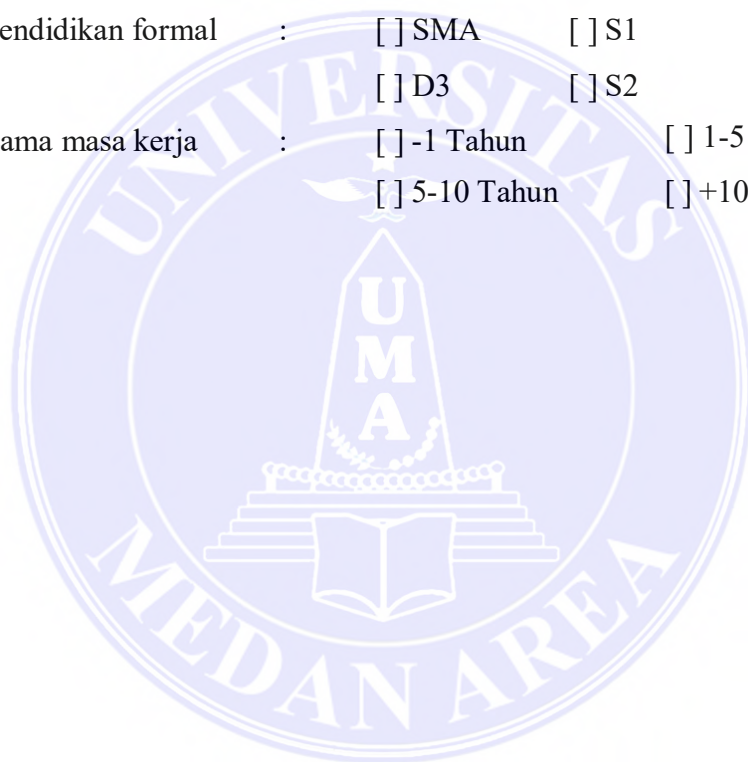 endidikan formal : [ ] SMA [ ] S1
[ ] D3 [ ] S2
ama masa kerja : [ ] -1 Tahun [ ] 1-5
[ ] 5-10 Tahun [ ] +10
UNIVERSITAS
UMA
MEDAN AREA